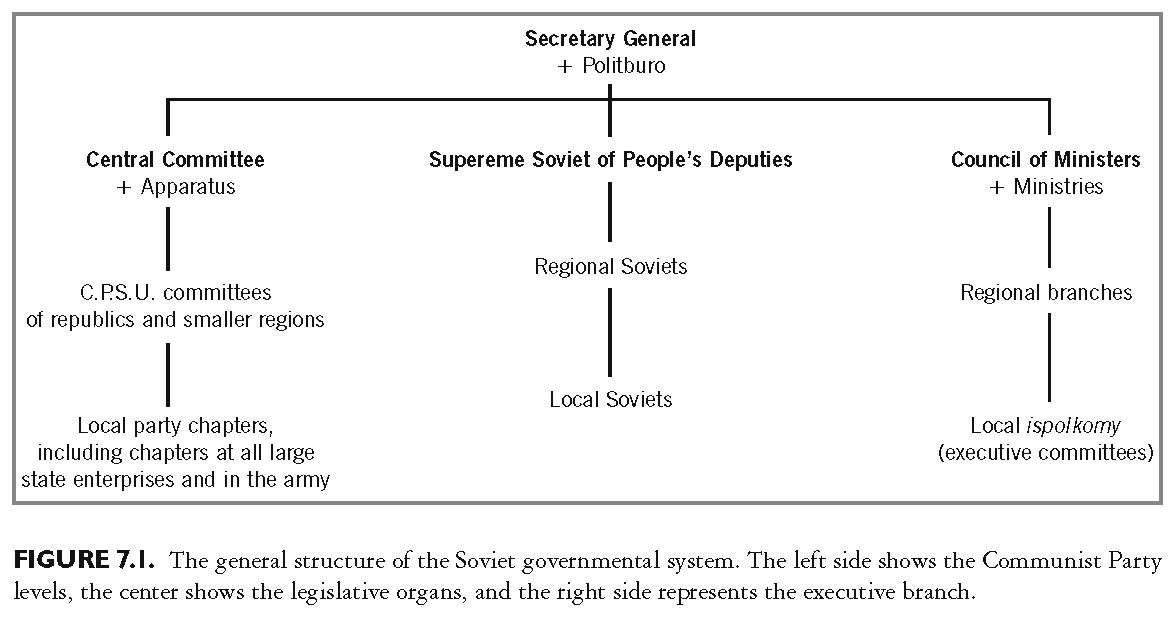 Secretary General
+ Politburo
Central Committee
+ Apparatus
Supereme Soviet of People's Deputies
Council of Ministers
+ Ministries
C.P.S.U. committees
of republics and smaller regions
Regional Soviets
Regional branches
Local party chapters,
including chapters at all large
state enterprises and in the army
Local Soviets
Local ispolkomy
(executive committees)
FIGURE 7.1. The general structure of the Soviet governmental system. The left side shows the Communist Party
levels, the center shows the legislative organs, and the right side represents the executive branch.